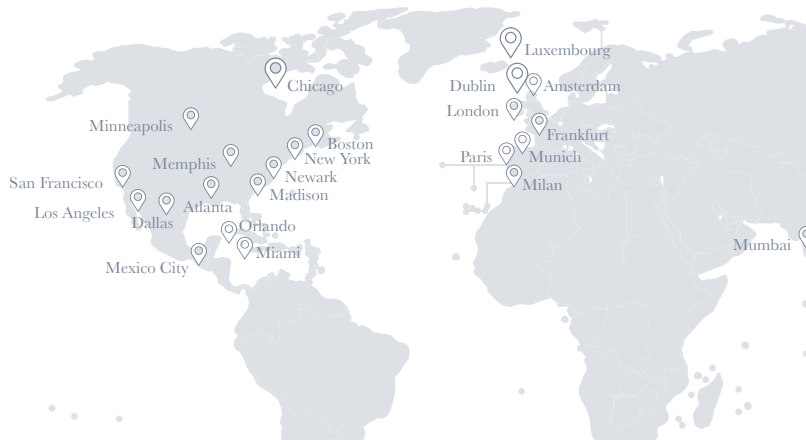 Luxembourg
Chicago
Dublin
Amsterdam
London
Minneapolis
Frankfurt
Boston
New York
Memphis
Paris
Munich
Newark
San Francisco
Milan
Madison
Los Angeles
Atlanta
Dallas
Orlando
Mumbai
Miami
Mexico City